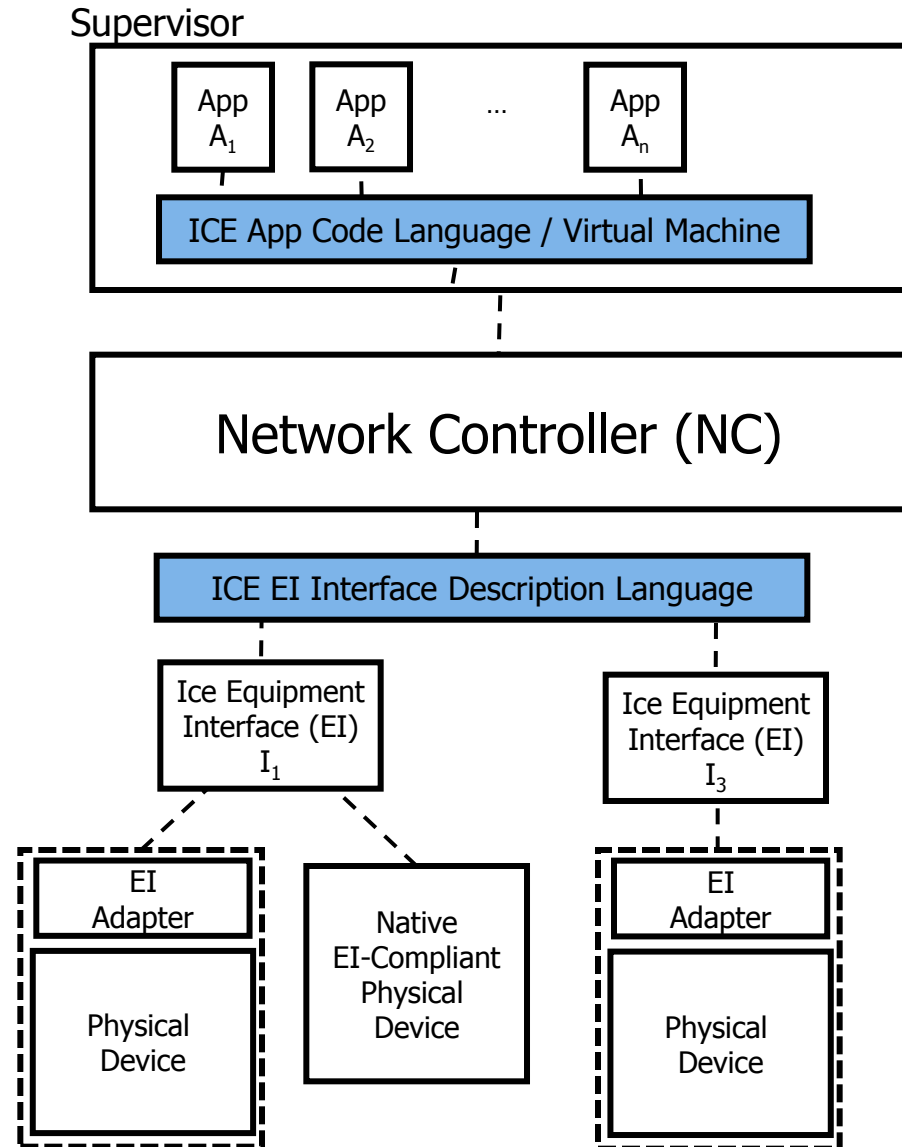 Supervisor
App
A₁
App
A₂
...
App
Aₙ
ICE App Code Language / Virtual Machine
Network Controller (NC)
ICE EI Interface Description Language
Ice Equipment
Interface (EI)
I₁
Ice Equipment
Interface (EI)
I₃
EI
Adapter
Physical
Device
Native
EI-Compliant
Physical
Device
EI
Adapter
Physical
Device